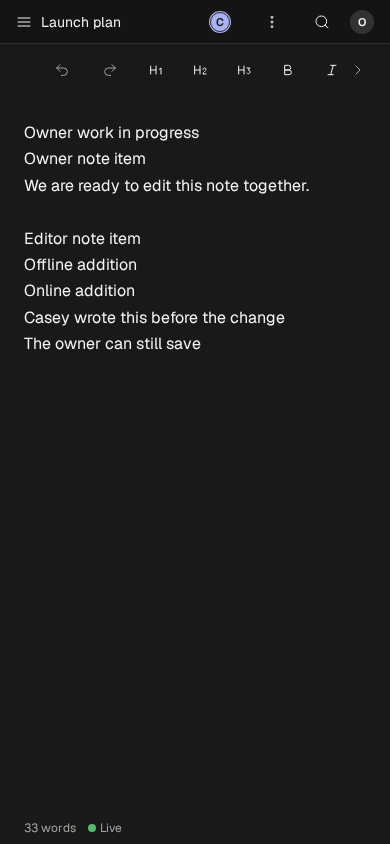 Launch plan
C
O
H1 H2 H3 B I
Owner work in progress
Owner note item
We are ready to edit this note together.
Editor note item
Offline addition
Online addition
Casey wrote this before the change
The owner can still save
33 words Live